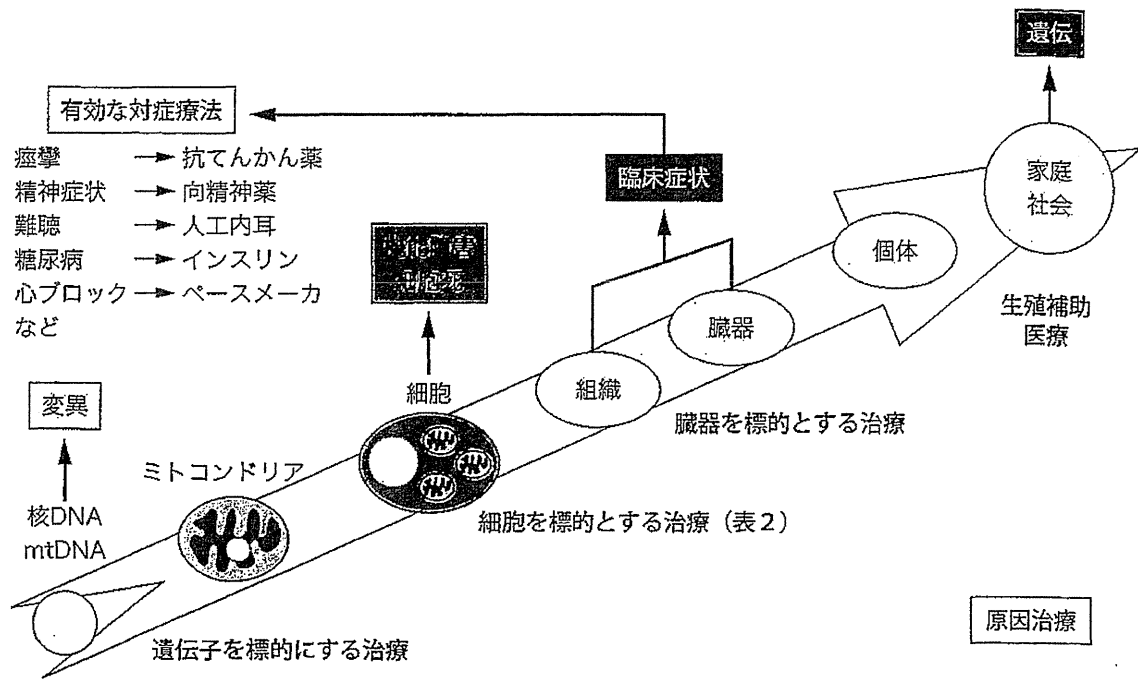 遺伝
有効な対症療法
痙攣 → 抗てんかん薬
精神症状 → 向精神薬
難聴 → 人工内耳
糖尿病 → インスリン
心ブロック → ペースメーカ
など
臨床症状
家庭
社会
個体
生殖補助
医療
臓器
組織
臓器を標的とする治療
細胞
細胞を標的とする治療（表2）
変異
ミトコンドリア
核DNA
mtDNA
遺伝子を標的にする治療
原因治療